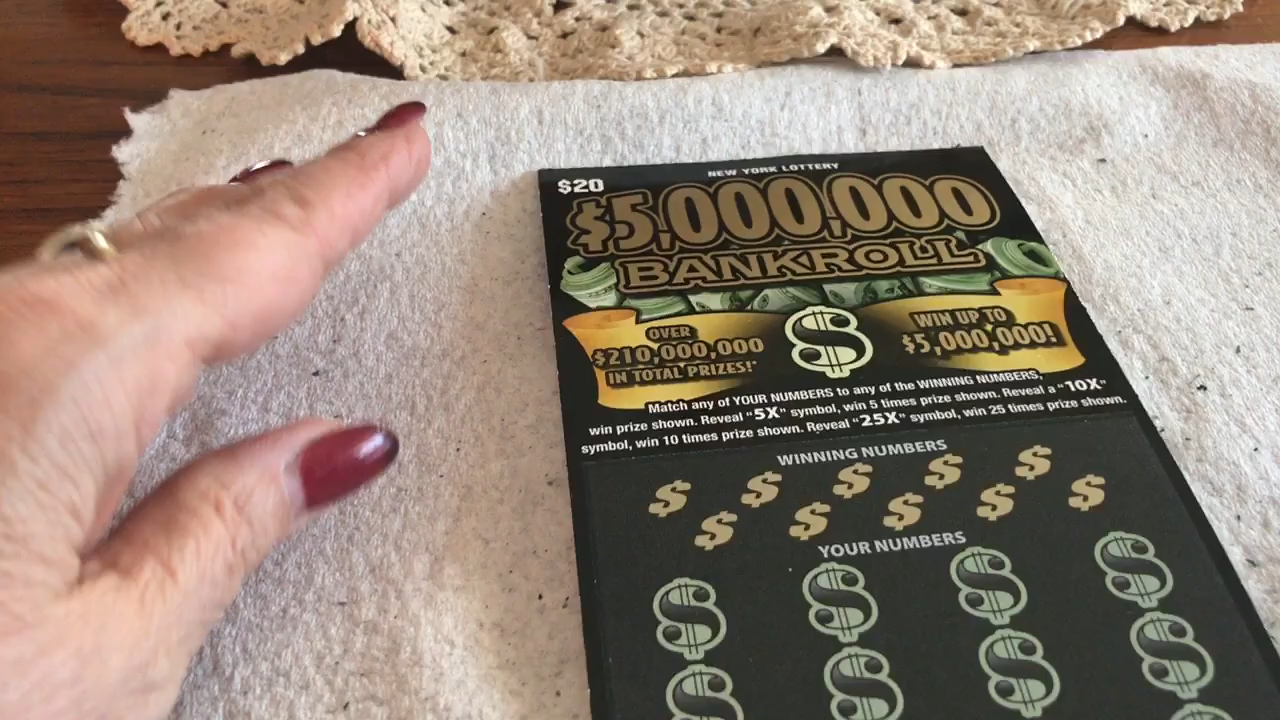 NEW YORK LOTTERY
$20
$5,000,000
BANKROLL
OVER
$210,000,000
IN TOTAL PRIZES!*
WIN UP TO
$5,000,000!
Match any of YOUR NUMBERS to any of the WINNING NUMBERS,
win prize shown. Reveal "5X" symbol, win 5 times prize shown. Reveal a "10X"
symbol, win 10 times prize shown. Reveal "25X" symbol, win 25 times prize shown.
WINNING NUMBERS
$ $ $ $ $
$ $ $ $ $
YOUR NUMBERS
$ $ $ $
$ $ $ $